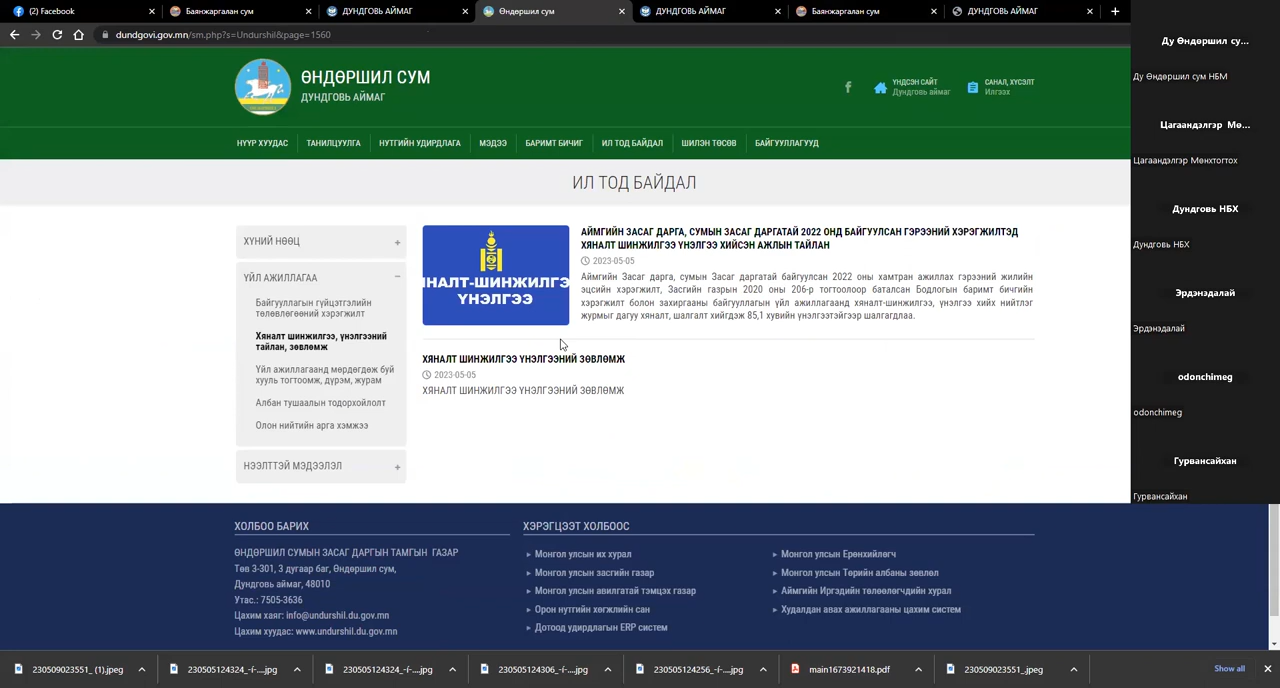 (2) Facebook
Баянжаргалан сум
ДУНДГОВЬ АЙМАГ
Өндөршил сум
ДУНДГОВЬ АЙМАГ
Баянжаргалан сум
ДУНДГОВЬ АЙМАГ
dundgovi.gov.mn/sm.php?s=Undurshil&page=1560
ӨНДӨРШИЛ СУМ
ДУНДГОВЬ АЙМАГ
ҮНДСЭН САЙТ
Дундговь аймаг
САНАЛ, ХҮСЭЛТ
Илгээх
НҮҮР ХУУДАС
ТАНИЛЦУУЛГА
НУТГИЙН УДИРДЛАГА
МЭДЭЭ
БАРИМТ БИЧИГ
ИЛ ТОД БАЙДАЛ
ШИЛЭН ТӨСӨВ
БАЙГУУЛЛАГУУД
ИЛ ТОД БАЙДАЛ
ХҮНИЙ НӨӨЦ
ҮЙЛ АЖИЛЛАГАА
Байгууллагын гүйцэтгэлийн
төлөвлөгөөний хэрэгжилт
Хяналт шинжилгээ, үнэлгээний
тайлан, зөвлөмж
Үйл ажиллагаанд мөрдөгдөж буй
хууль тогтоомж, дүрэм, журам
Албан тушаалын тодорхойлолт
Олон нийтийн арга хэмжээ
НЭЭЛТТЭЙ МЭДЭЭЛЭЛ
НАЛТ-ШИНЖИЛГЭ
ҮНЭЛГЭЭ
АЙМГИЙН ЗАСАГ ДАРГА, СУМЫН ЗАСАГ ДАРГАТАЙ 2022 ОНД БАЙГУУЛСАН ГЭРЭЭНИЙ ХЭРЭГЖИЛТЭД
ХЯНАЛТ ШИНЖИЛГЭЭ ҮНЭЛГЭЭ ХИЙСЭН АЖЛЫН ТАЙЛАН
2023-05-05
Аймгийн Засаг дарга, сумын Засаг даргатай байгуулсан 2022 оны хамтран ажиллах гэрээний жилийн
эцсийн хэрэгжилт, Засгийн газрын 2020 оны 206-р тогтоолоор баталсан Бодлогын баримт бичгийн
хэрэгжилт болон захиргааны байгууллагын үйл ажиллагаанд хяналт-шинжилгээ, үнэлгээ хийх нийтлэг
журмыг дагуу хяналт, шалгалт хийгдэж 85,1 хувийн үнэлгээтэйгээр шалгагдлаа.
ХЯНАЛТ ШИНЖИЛГЭЭ ҮНЭЛГЭЭНИЙ ЗӨВЛӨМЖ
2023-05-05
ХЯНАЛТ ШИНЖИЛГЭЭ ҮНЭЛГЭЭНИЙ ЗӨВЛӨМЖ
ХОЛБОО БАРИХ
ӨНДӨРШИЛ СУМЫН ЗАСАГ ДАРГЫН ТАМГЫН ГАЗАР
Төв 3-301, 3 дугаар баг, Өндөршил сум,
Дундговь аймаг, 48010
Утас.: 7505-3636
Цахим хаяг: info@undurshil.du.gov.mn
Цахим хуудас: www.undurshil.du.gov.mn
ХЭРЭГЦЭЭТ ХОЛБООС
Монгол улсын их хурал
Монгол улсын засгийн газар
Монгол улсын авилгатай тэмцэх газар
Орон нутгийн хөгжлийн сан
Дотоод удирдлагын ERP систем
Монгол улсын Ерөнхийлөгч
Монгол улсын Төрийн албаны зөвлөл
Аймгийн Иргэдийн төлөөлөгчдийн хурал
Худалдан авах ажиллагааны цахим систем
Ду Өндөршил су...
Ду Өндөршил сум НБМ
Цагаандэлгэр Мө...
Цагаандэлгэр Мөнхтогтох
Дундговь НБХ
Дундговь НБХ
Эрдэнэдалай
Эрдэнэдалай
odonchimeg
odonchimeg
Гурвансайхан
Гурвансайхан
230509023551_ (1).jpeg
230505124324_-í-....jpg
230505124324_-í-....jpg
230505124306_-í-....jpg
230505124256_-í-....jpg
main1673921418.pdf
230509023551_.jpeg
Show all